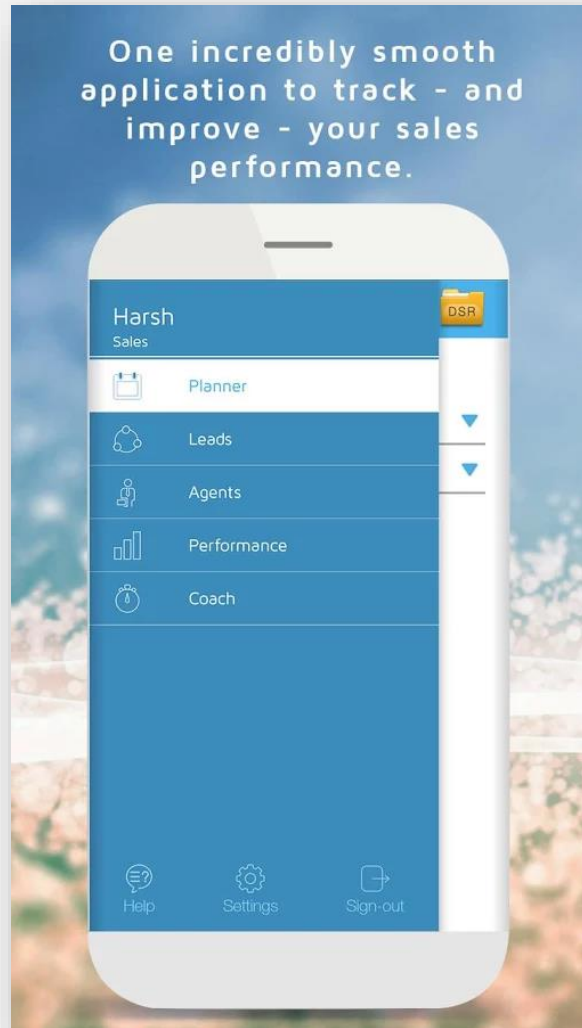 One incredibly smooth
application to track - and
improve - your sales
performance.
Harsh
Sales
DSR
Planner
Leads
Agents
Performance
Coach
Help
Settings
Sign-out